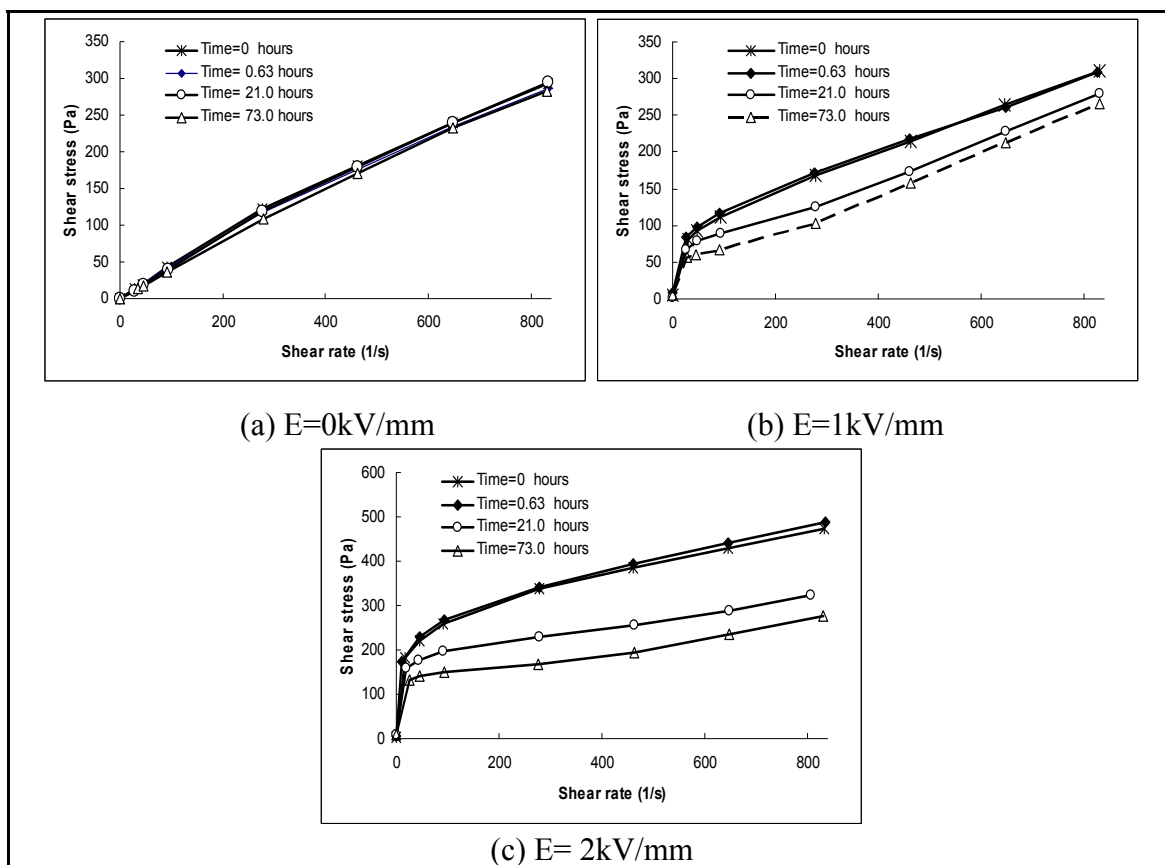 350
300
250
200
150
100
50
0
Shear stress (Pa)
Time=0 hours
Time= 0.63 hours
Time= 21.0 hours
Time= 73.0 hours
0 200 400 600 800
Shear rate (1/s)
(a) E=0kV/mm
350
300
250
200
150
100
50
0
Shear stress (Pa)
Time=0 hours
Time=0.63 hours
Time=21.0 hours
Time=73.0 hours
0 200 400 600 800
Shear rate (1/s)
(b) E=1kV/mm
600
500
400
300
200
100
0
Shear stress (Pa)
Time=0 hours
Time=0.63 hours
Time=21.0 hours
Time=73.0 hours
0 200 400 600 800
Shear rate (1/s)
(c) E= 2kV/mm